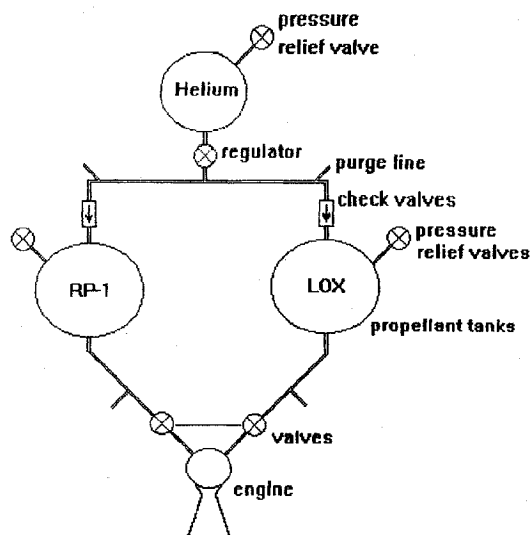 pressure
relief valve
Helium
regulator
purge line
check valves
pressure
relief valves
RP-1
LOX
propellant tanks
valves
engine